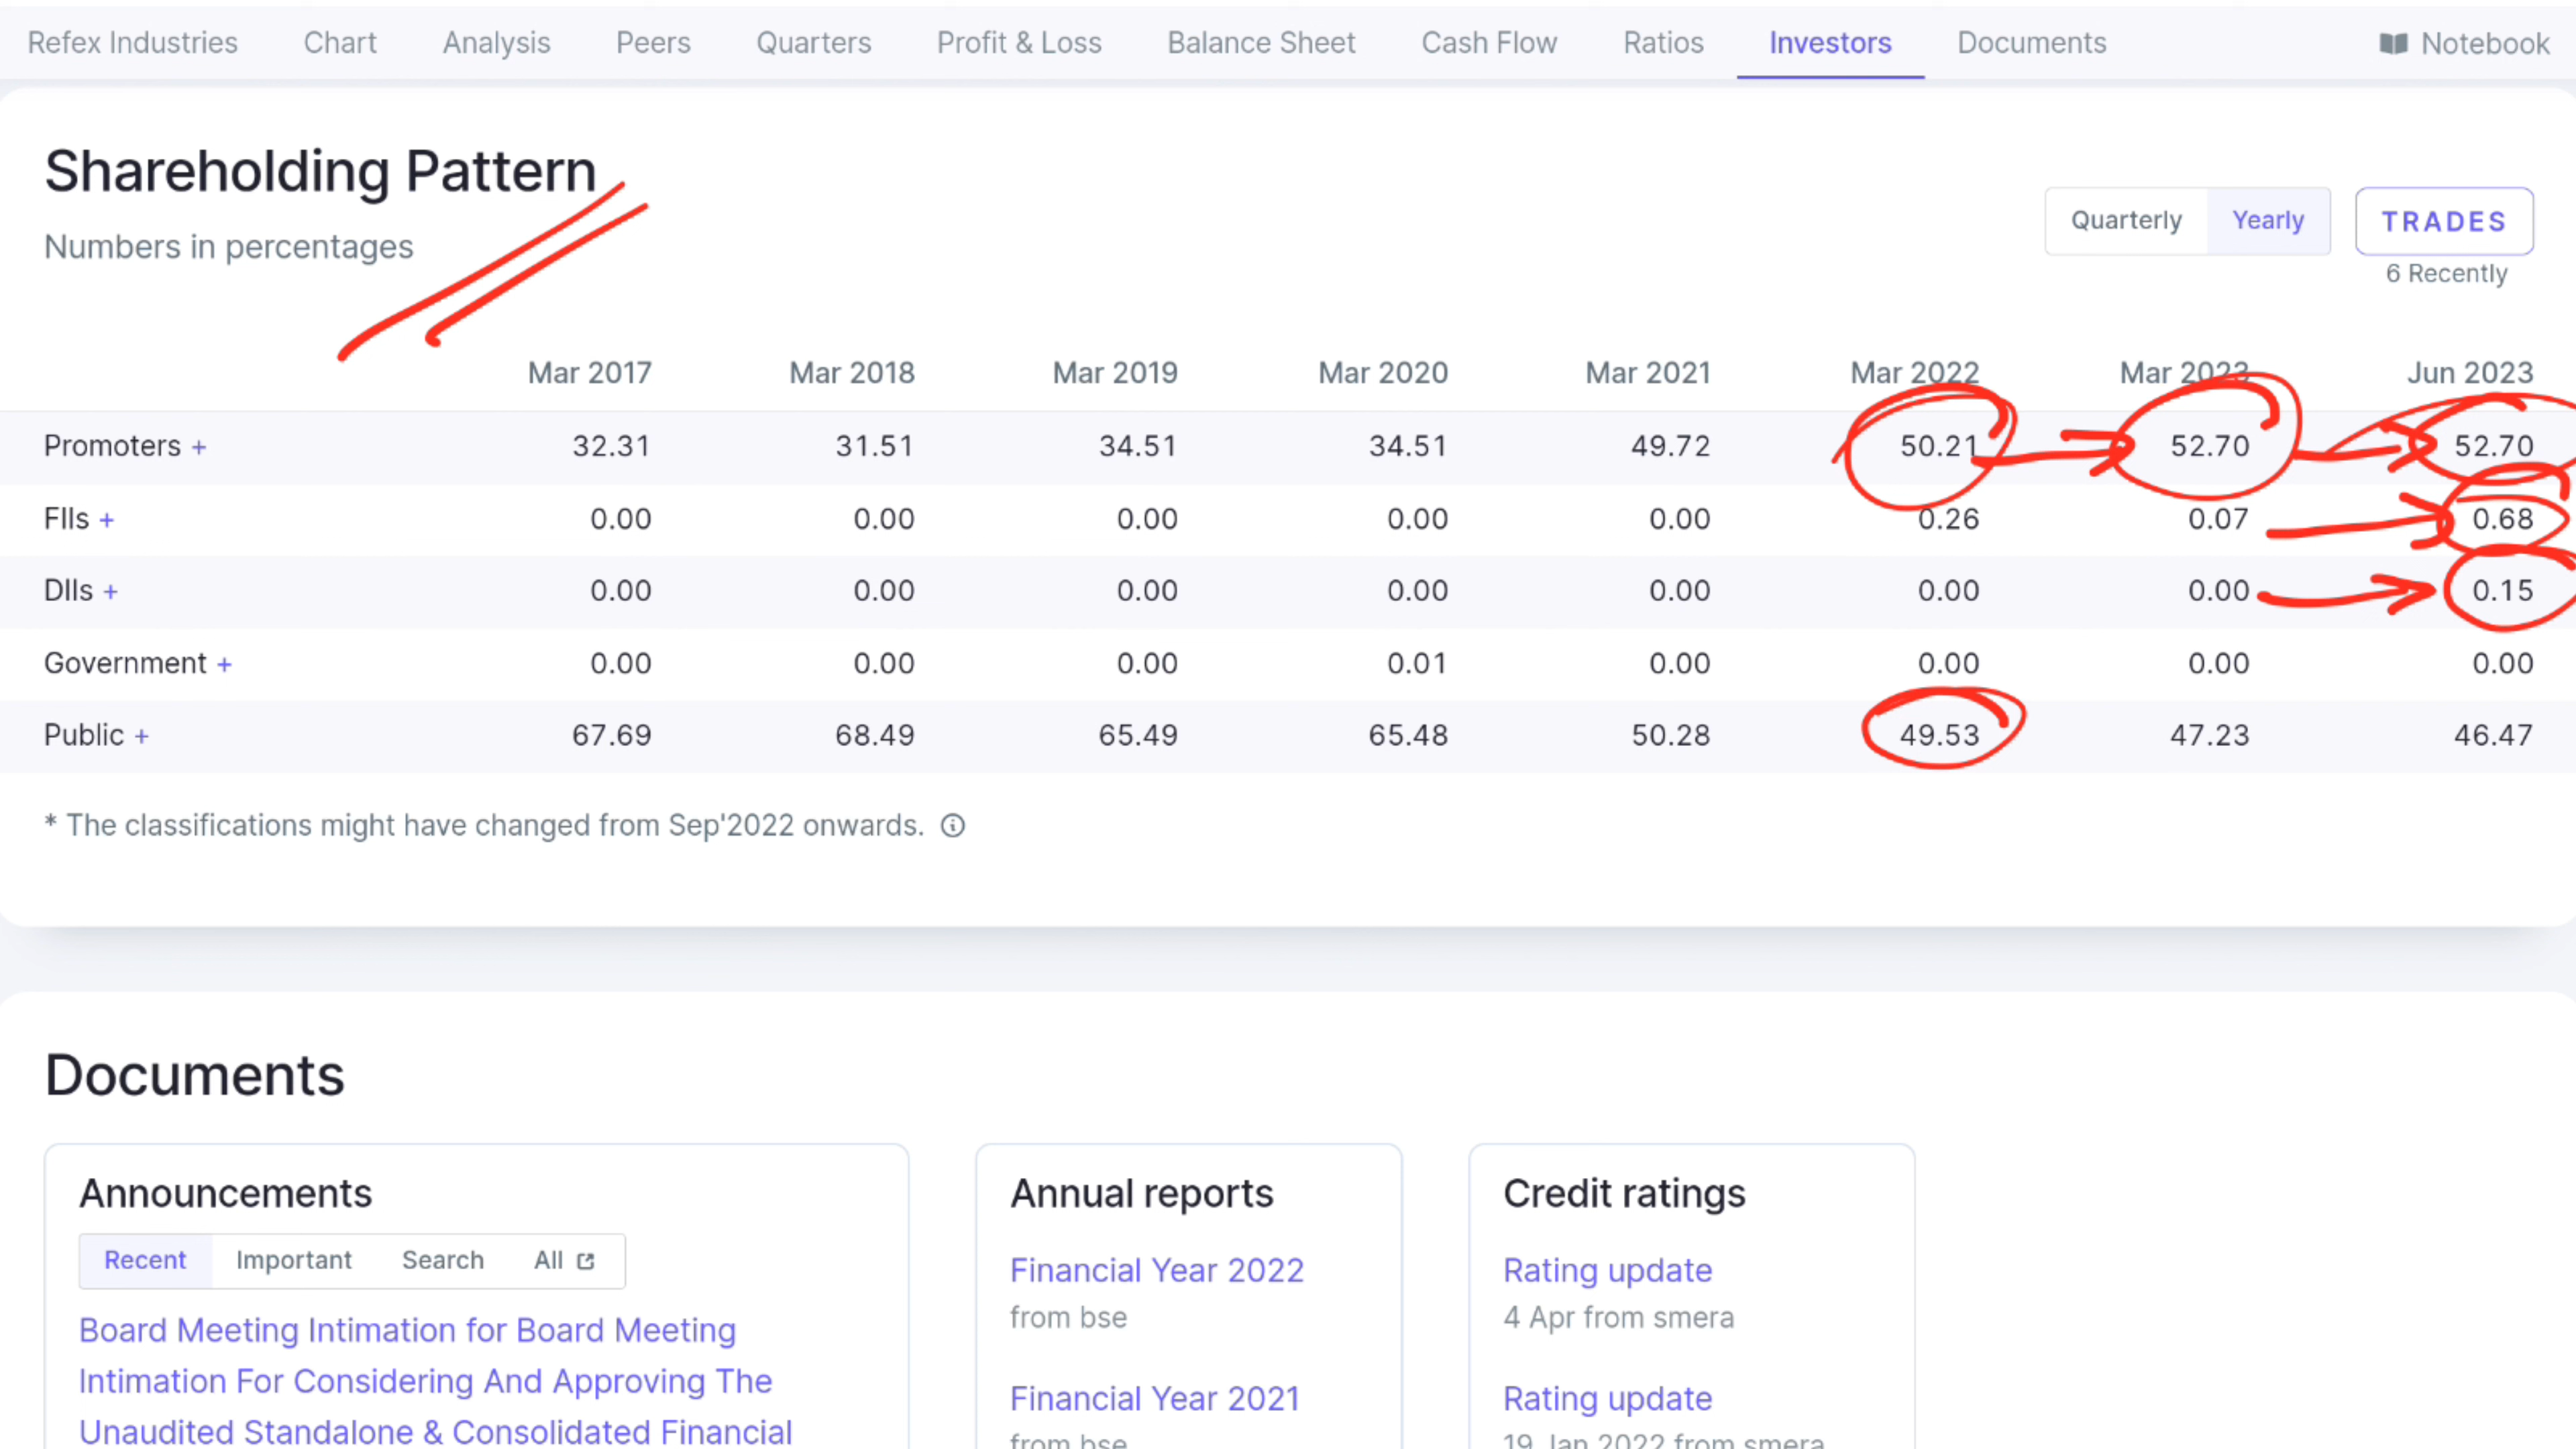 Refex Industries Chart Analysis Peers Quarters Profit & Loss Balance Sheet Cash Flow Ratios Investors Documents Notebook
Shareholding Pattern
Numbers in percentages
Quarterly Yearly TRADES
6 Recently
Mar 2017 Mar 2018 Mar 2019 Mar 2020 Mar 2021 Mar 2022 Mar 2023 Jun 2023
Promoters + 32.31 31.51 34.51 34.51 49.72 50.21 52.70 52.70
FIIs + 0.00 0.00 0.00 0.00 0.00 0.26 0.07 0.68
DIIs + 0.00 0.00 0.00 0.00 0.00 0.00 0.00 0.15
Government + 0.00 0.00 0.00 0.01 0.00 0.00 0.00 0.00
Public + 67.69 68.49 65.49 65.48 50.28 49.53 47.23 46.47
* The classifications might have changed from Sep'2022 onwards.
Documents
Announcements
Recent Important Search All
Board Meeting Intimation for Board Meeting
Intimation For Considering And Approving The
Unaudited Standalone & Consolidated Financial
Annual reports
Financial Year 2022
from bse
Financial Year 2021
from bse
Credit ratings
Rating update
4 Apr from smera
Rating update
19 Jan 2022 from smera